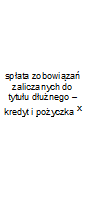 spłata zobowiązań
zaliczanych do
tytułu dłużnego –
kredyt i pożyczka x